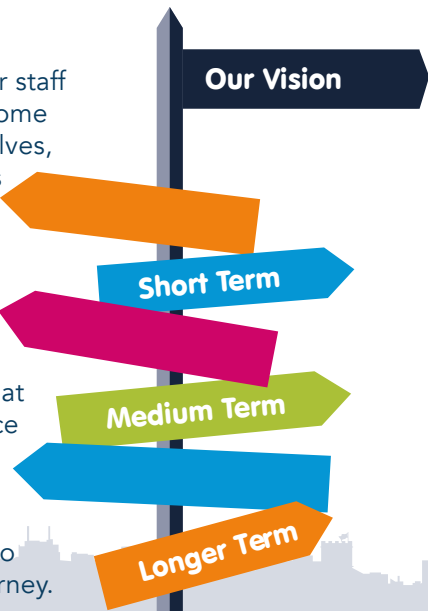 r staff
Our Vision
ome
lves,
s
Short Term
at
Medium Term
ce
o
Longer Term
rney.